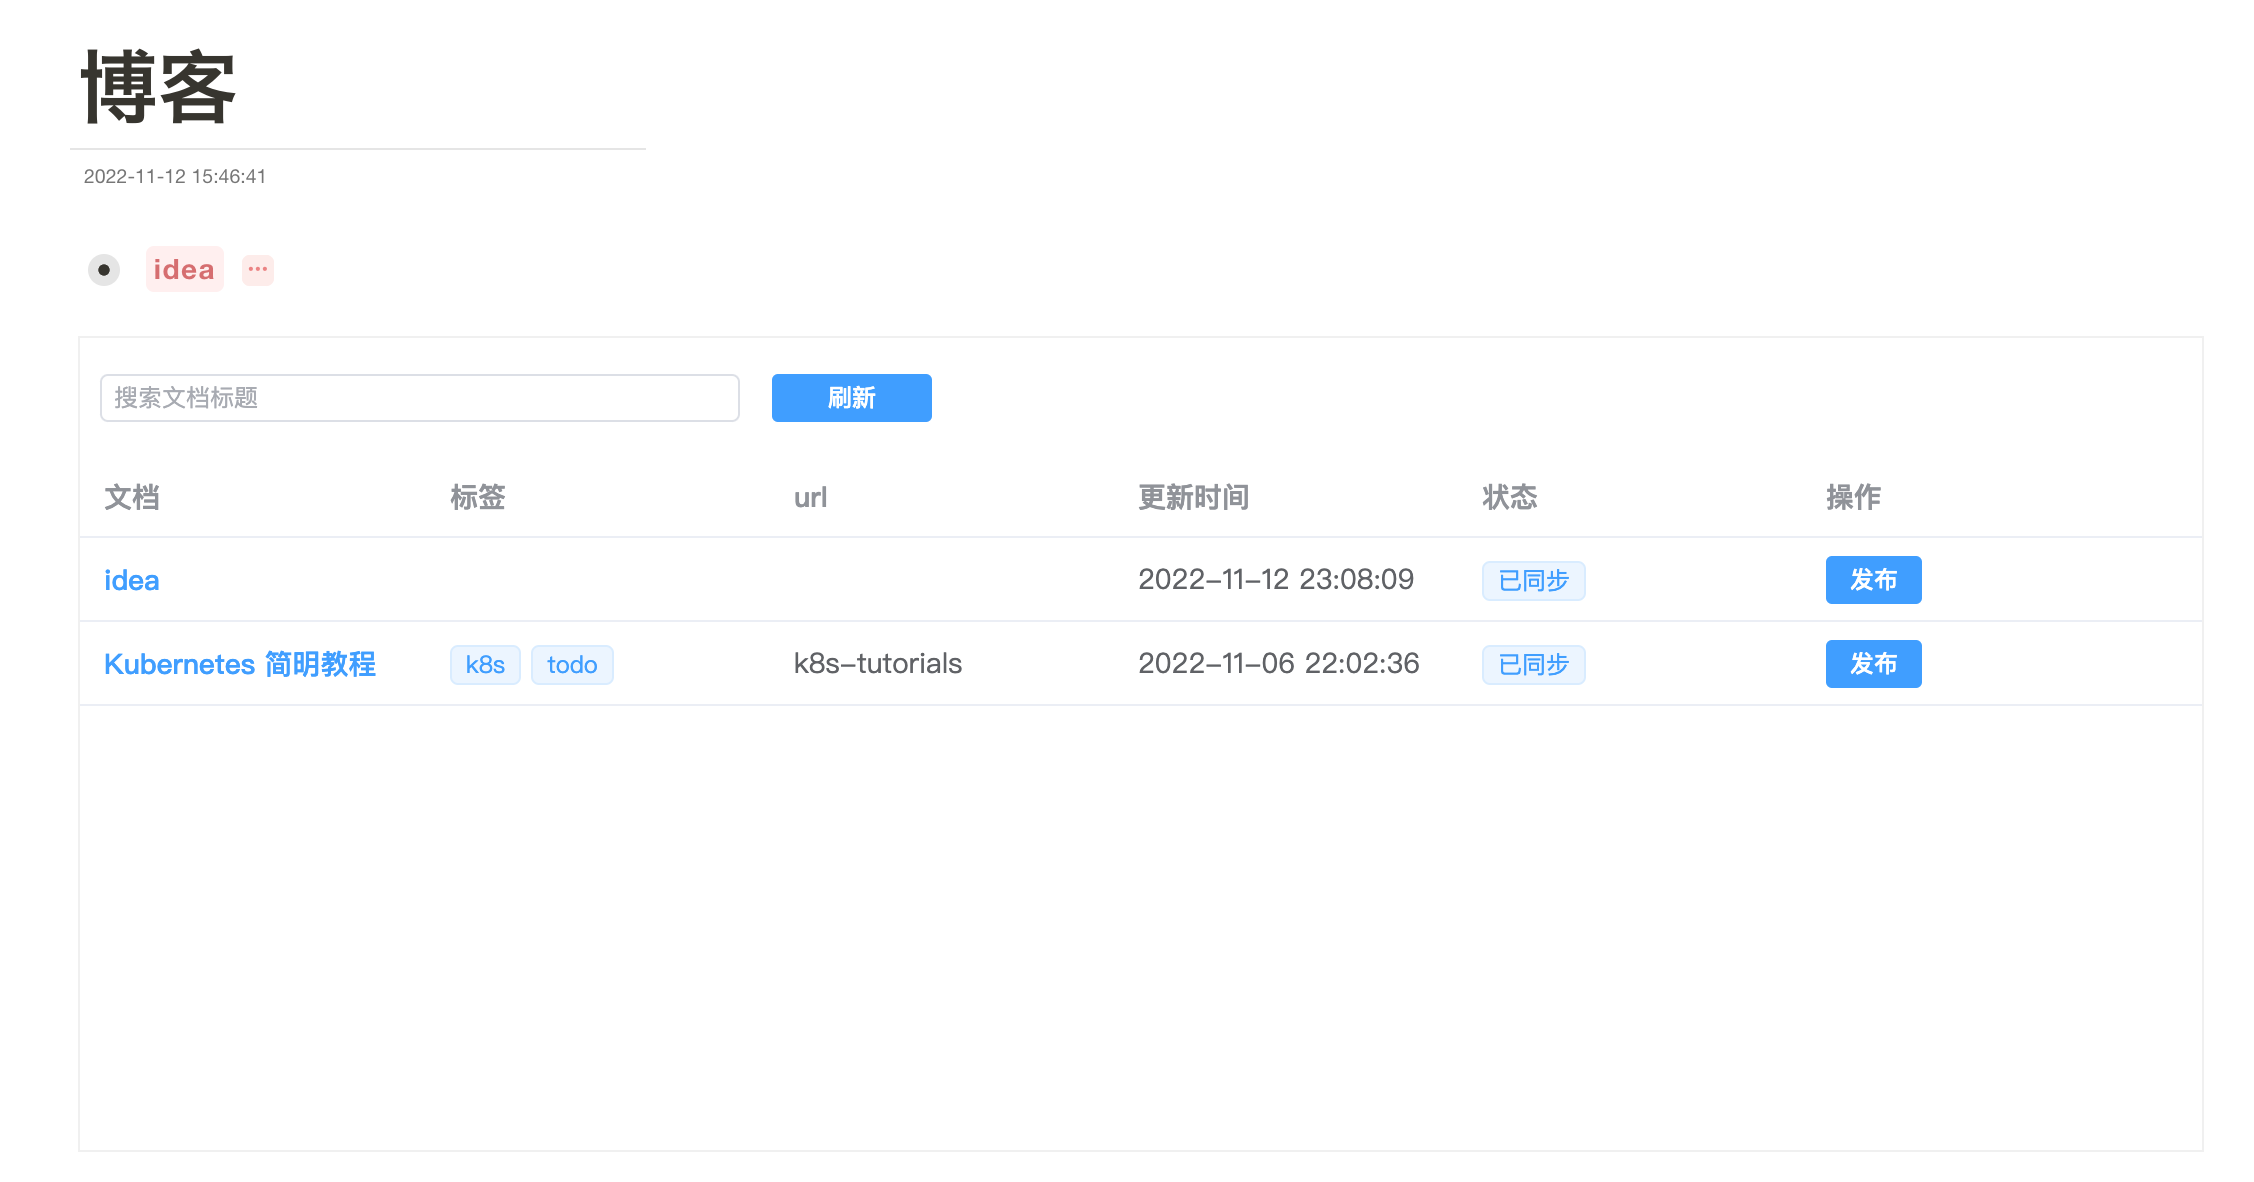 博客
2022-11-12 15:46:41
idea ···
搜索文档标题 刷新
文档 标签 url 更新时间 状态 操作
idea 2022-11-12 23:08:09 已同步 发布
Kubernetes 简明教程 k8s todo k8s-tutorials 2022-11-06 22:02:36 已同步 发布